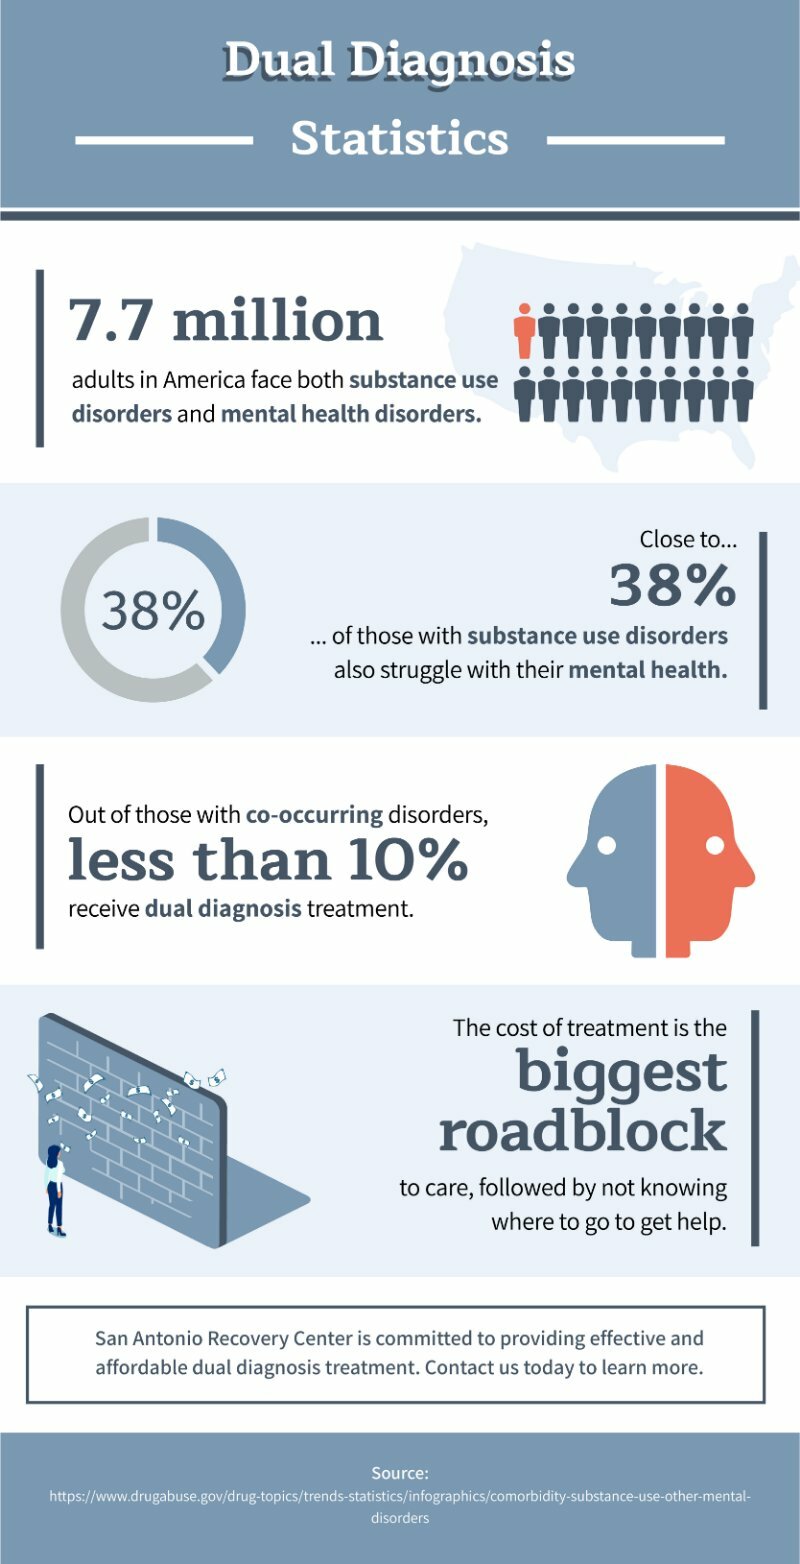 Dual Diagnosis
Statistics
7.7 million
adults in America face both substance use
disorders and mental health disorders.
38%
Close to...
38%
... of those with substance use disorders
also struggle with their mental health.
Out of those with co-occurring disorders,
less than 10%
receive dual diagnosis treatment.
The cost of treatment is the
biggest
roadblock
to care, followed by not knowing
where to go to get help.
San Antonio Recovery Center is committed to providing effective and
affordable dual diagnosis treatment. Contact us today to learn more.
Source:
https://www.drugabuse.gov/drug-topics/trends-statistics/infographics/comorbidity-substance-use-other-mental-
disorders